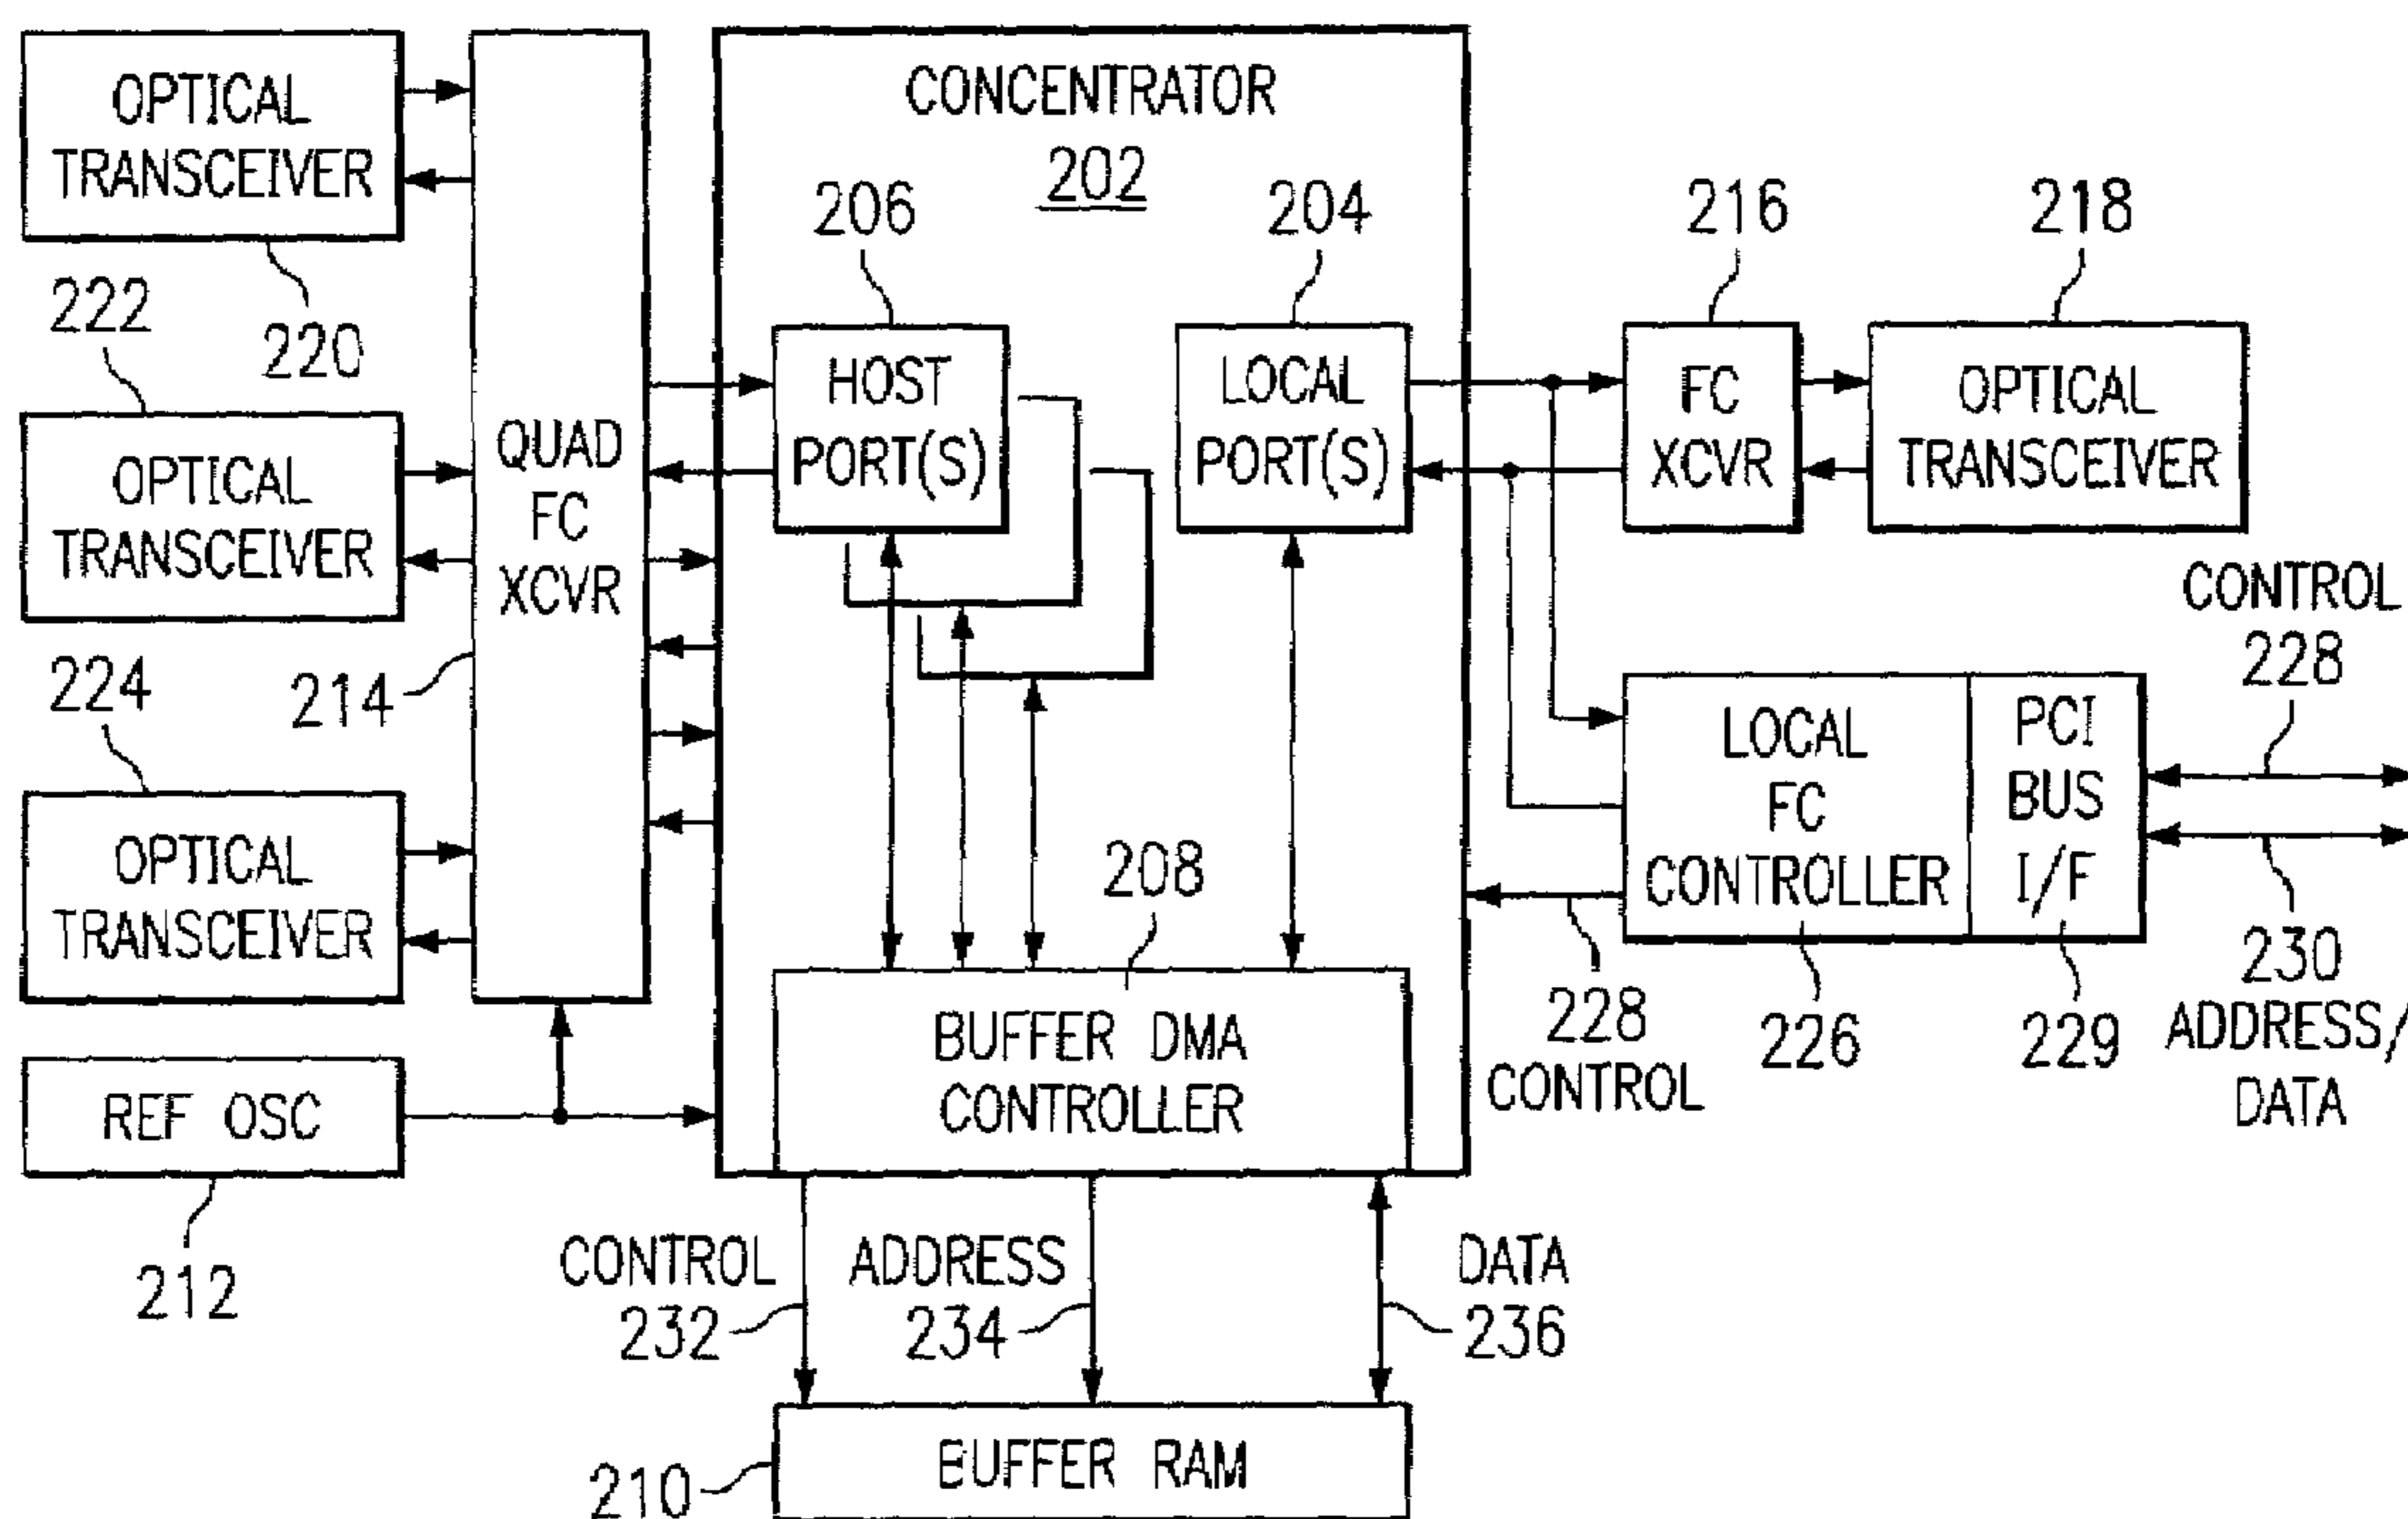 OPTICAL
TRANSCEIVER
220
222
OPTICAL
TRANSCEIVER
224
OPTICAL
TRANSCEIVER
REF OSC
212
QUAD
FC
XCVR
214
CONCENTRATOR
202
206
HOST
PORT(S)
204
LOCAL
PORT(S)
208
BUFFER DMA
CONTROLLER
CONTROL
232
ADDRESS
234
DATA
236
BUFFER RAM
210
216
FC
XCVR
218
OPTICAL
TRANSCEIVER
LOCAL
FC
CONTROLLER
226
PCI
BUS
I/F
229
CONTROL
228
230
ADDRESS/
DATA
228
CONTROL